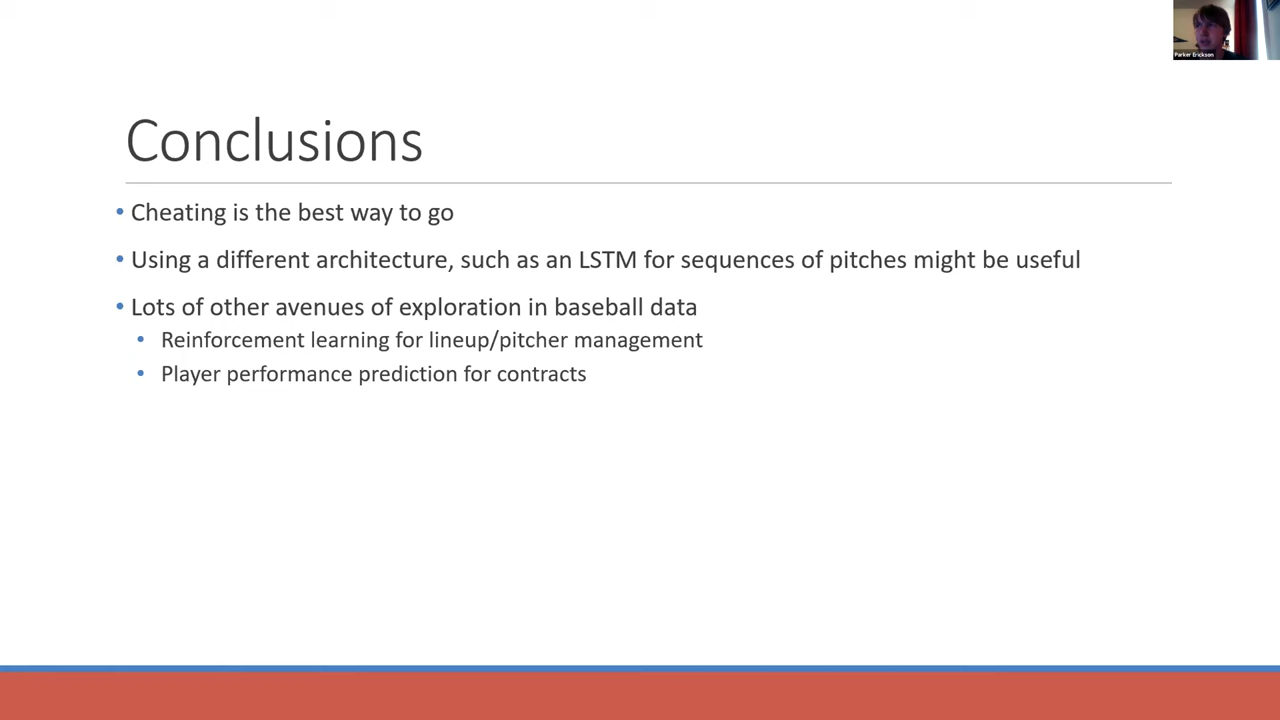 Parker Erickson
Conclusions
• Cheating is the best way to go
• Using a different architecture, such as an LSTM for sequences of pitches might be useful
• Lots of other avenues of exploration in baseball data
• Reinforcement learning for lineup/pitcher management
• Player performance prediction for contracts